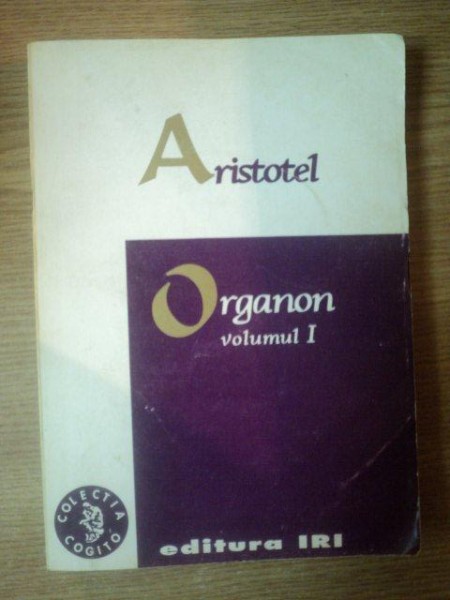 Aristotel
Organon
volumul I
COLECTIA
COGITO
editura IRI